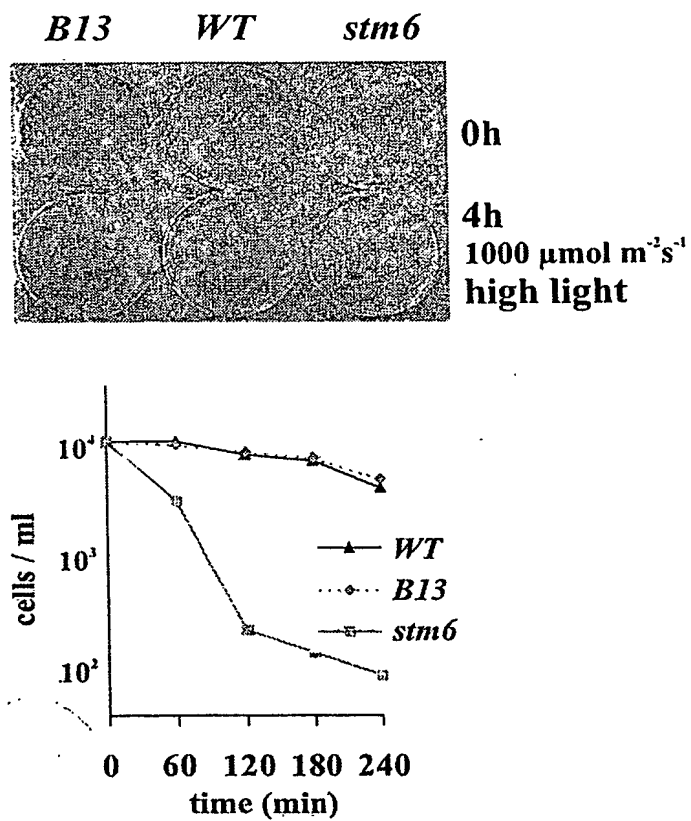 B13 WT stm6
0h
4h
1000 µmol m⁻²s⁻¹
high light
10⁴
10³
10²
cells / ml
WT
B13
stm6
0 60 120 180 240
time (min)